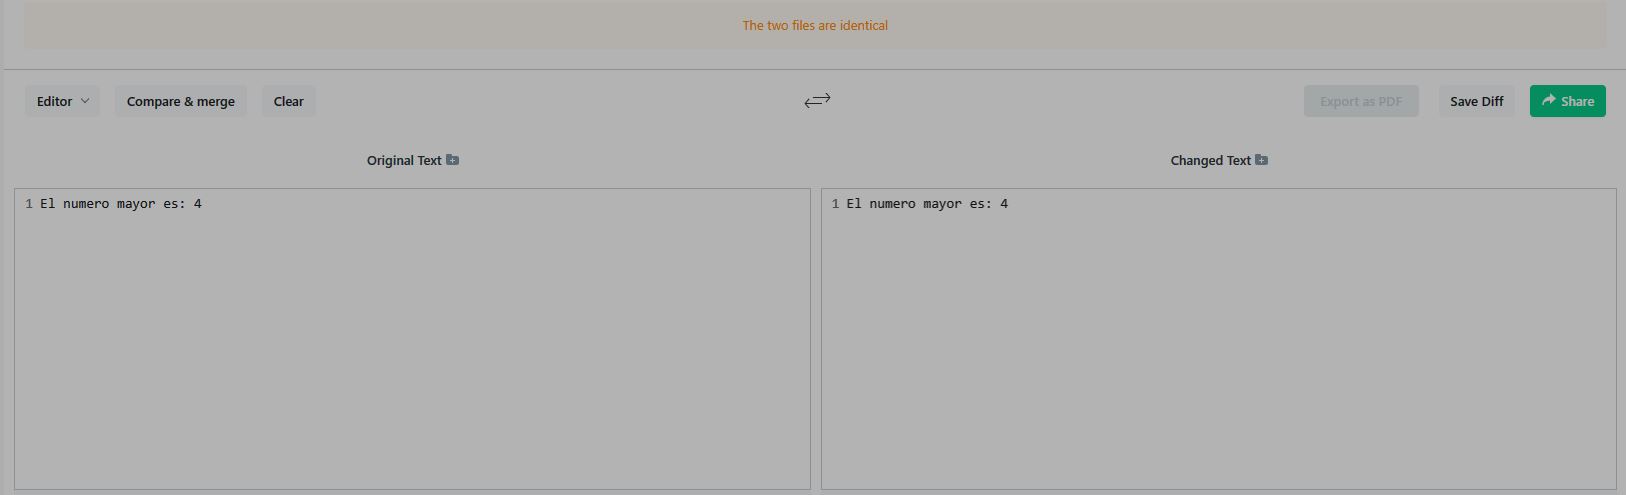 The two files are identical
Editor Compare & merge Clear Export as PDF Save Diff Share
Original Text Changed Text
1 El numero mayor es: 4
1 El numero mayor es: 4